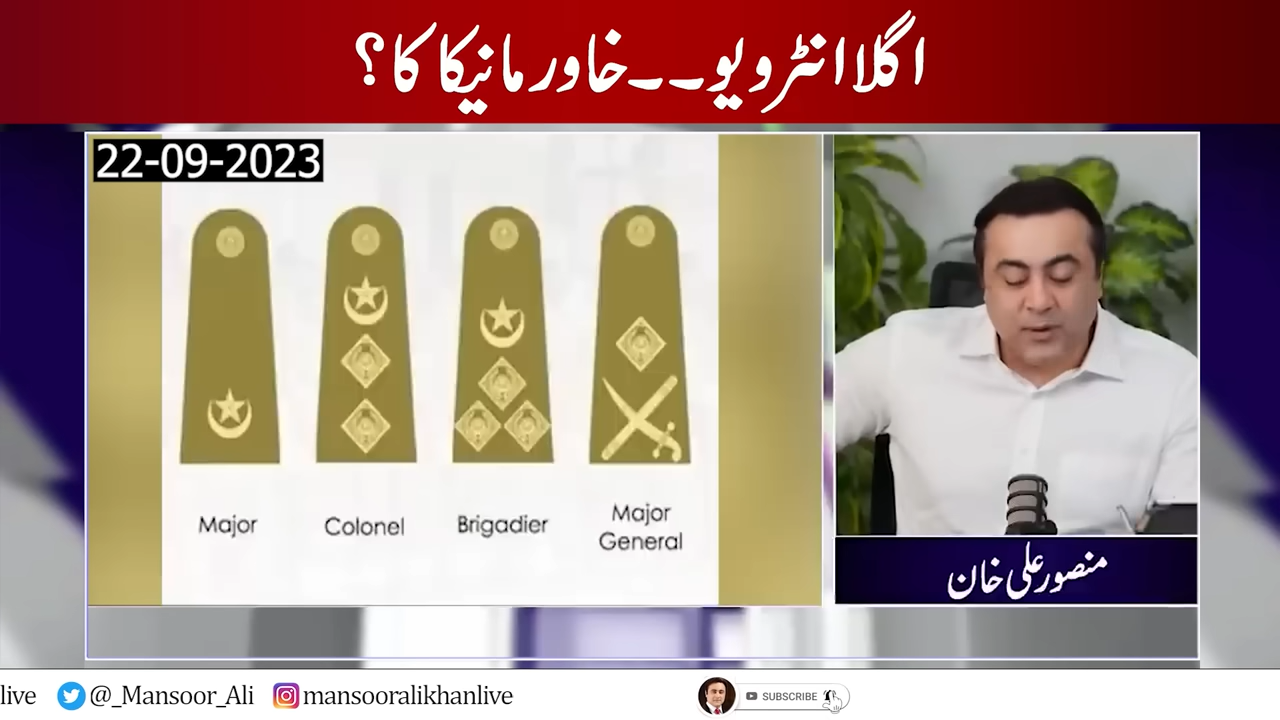 اگلا انٹرویو۔۔خاور مانیکا کا؟
22-09-2023
Major
Colonel
Brigadier
Major
General
منصور علی خان
live
@_Mansoor_Ali
mansooralikhanlive
SUBSCRIBE